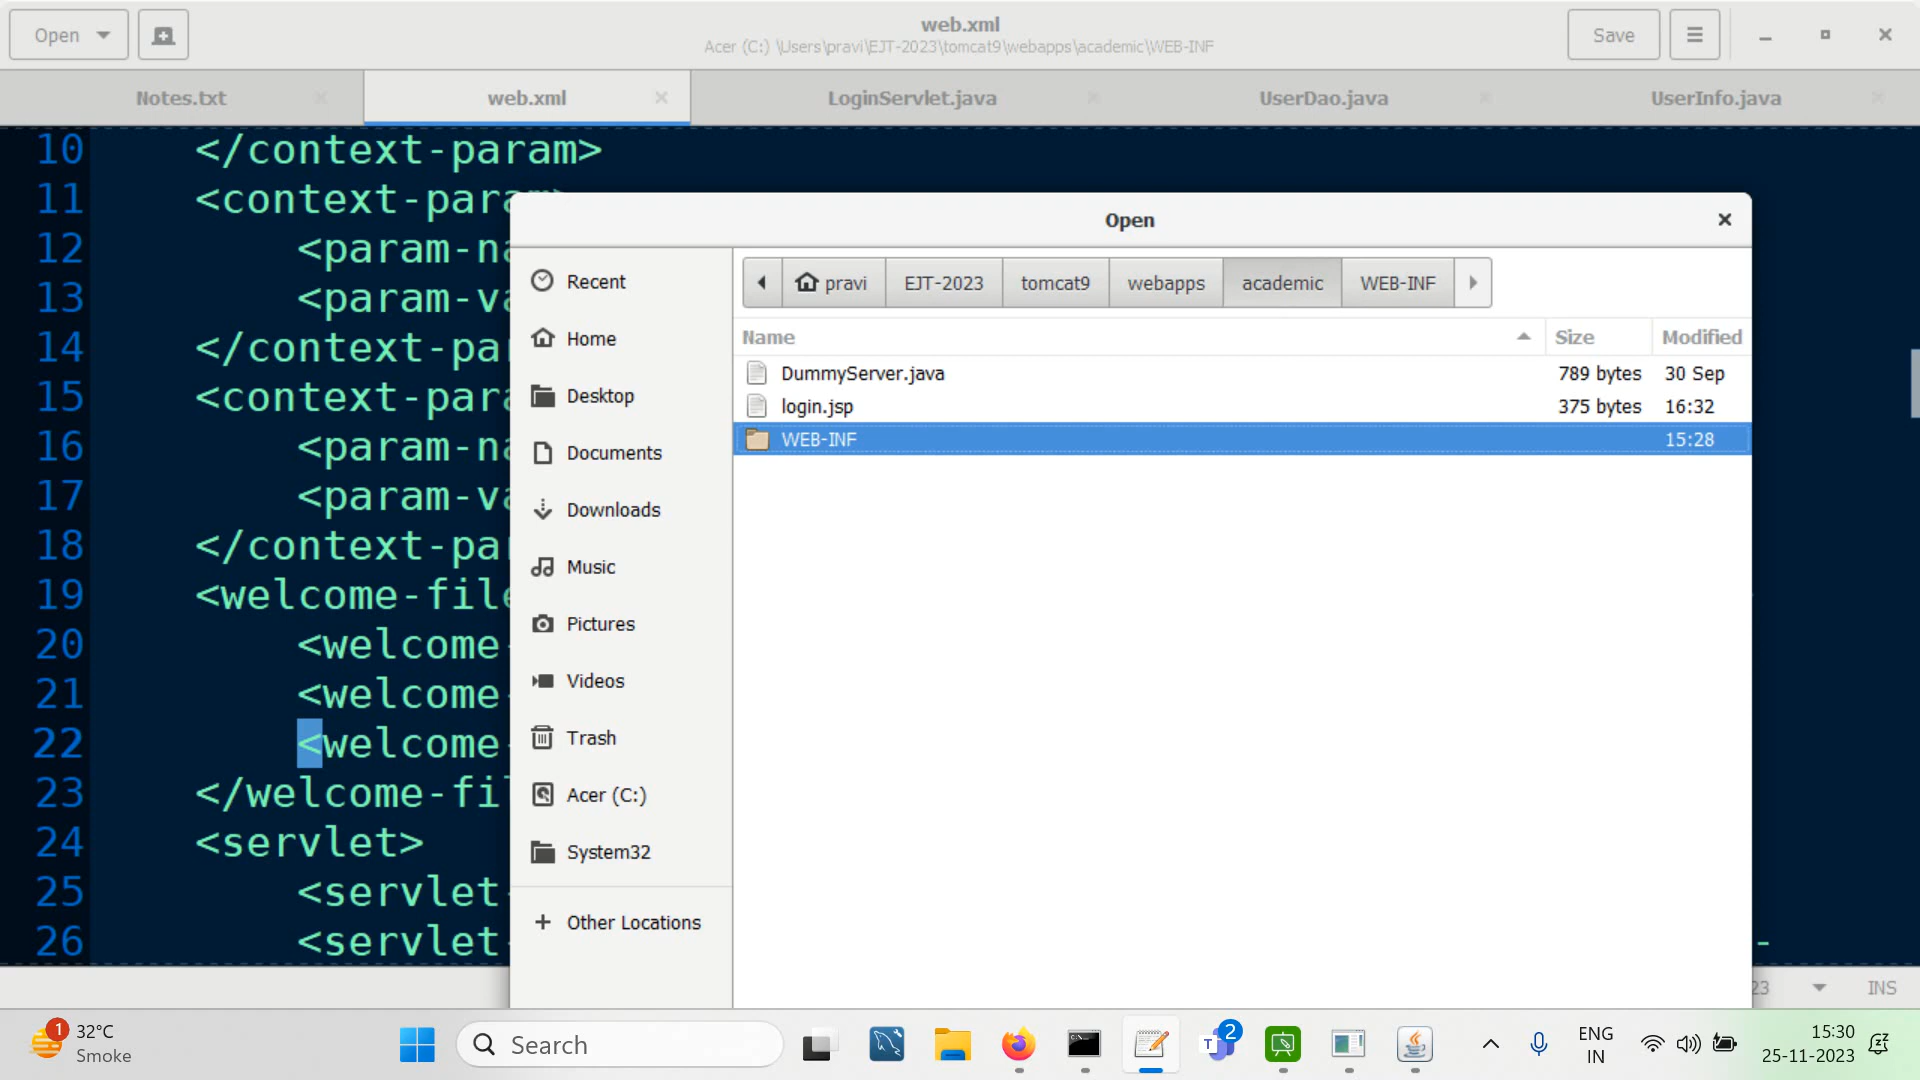 Open
web.xml
Acer (C:) \Users\pravi\EJT-2023\tomcat9\webapps\academic\WEB-INF
Save
Notes.txt
web.xml
LoginServlet.java
UserDao.java
UserInfo.java
10 </context-param>
11 <context-param>
12 <param-na
13 <param-va
14 </context-par
15 <context-para
16 <param-na
17 <param-va
18 </context-par
19 <welcome-file
20 <welcome-
21 <welcome-
22 <welcome-
23 </welcome-fil
24 <servlet>
25 <servlet-
26 <servlet-
Open
Recent
Home
Desktop
Documents
Downloads
Music
Pictures
Videos
Trash
Acer (C:)
System32
Other Locations
pravi
EJT-2023
tomcat9
webapps
academic
WEB-INF
Name Size Modified
DummyServer.java 789 bytes 30 Sep
login.jsp 375 bytes 16:32
WEB-INF 15:28
23 INS
1
32°C
Smoke
Search
T
2
ENG
IN
15:30
25-11-2023